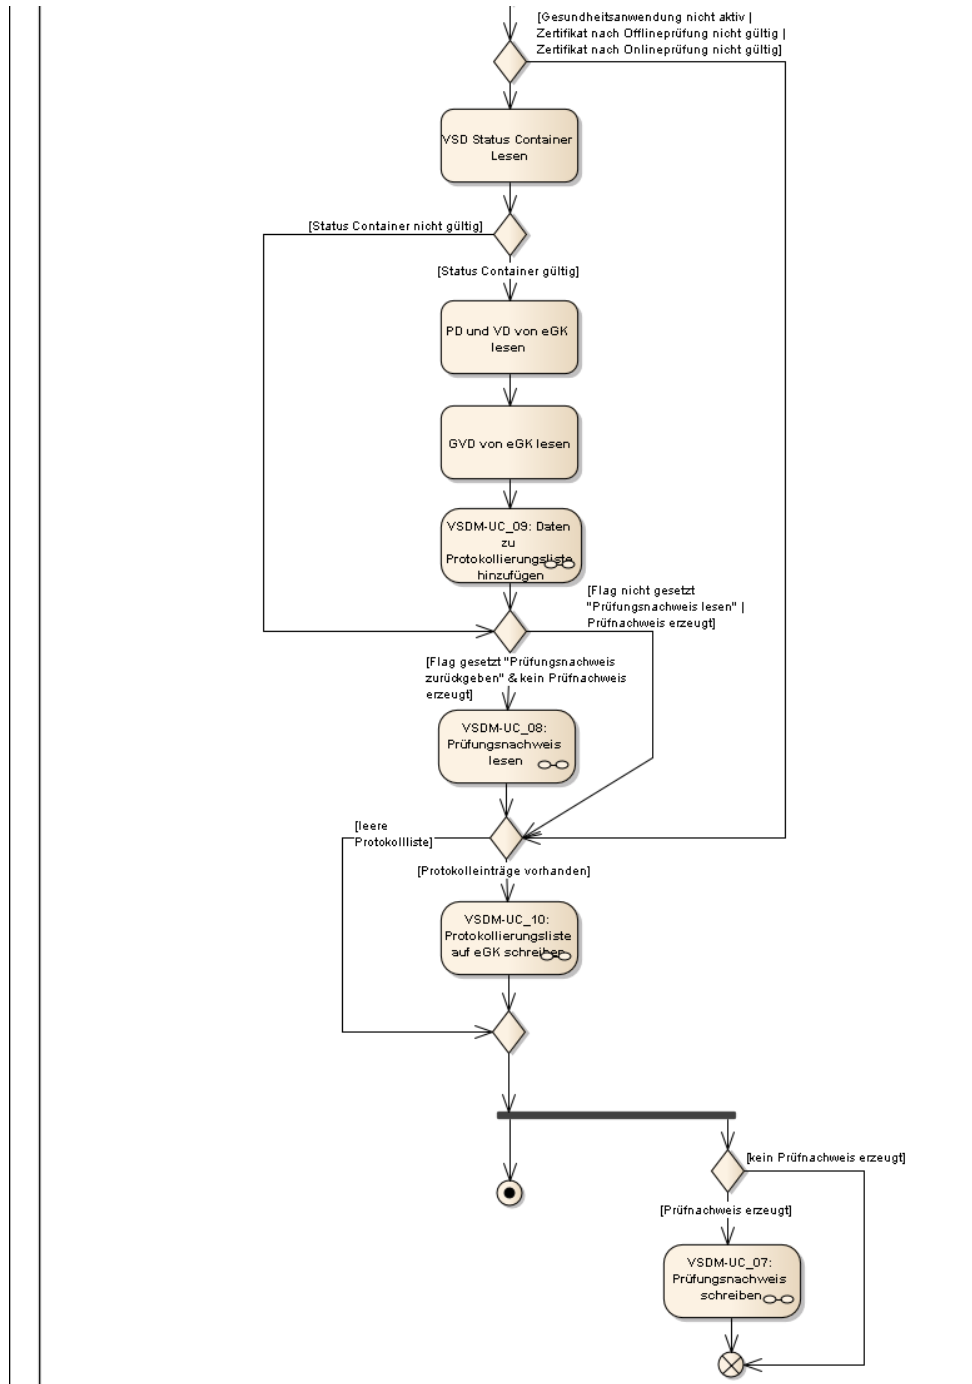 [Gesundheitsanwendung nicht aktiv |
Zertifikat nach Offlineprüfung nicht gültig |
Zertifikat nach Onlineprüfung nicht gültig]
VSD Status Container
Lesen
[Status Container nicht gültig]
[Status Container gültig]
PD und VD von eGK
lesen
GVD von eGK lesen
VSDM-UC_09: Daten
zu
Protokollierungsliste
hinzufügen
[Flag nicht gesetzt
"Prüfungsnachweis lesen" |
Prüfnachweis erzeugt]
[Flag gesetzt "Prüfungsnachweis
zurückgeben" & kein Prüfnachweis
erzeugt]
VSDM-UC_08:
Prüfungsnachweis
lesen
[leere
Protokollliste]
[Protokolleinträge vorhanden]
VSDM-UC_10:
Protokollierungsliste
auf eGK schreiben
[kein Prüfnachweis erzeugt]
[Prüfnachweis erzeugt]
VSDM-UC_07:
Prüfungsnachweis
schreiben